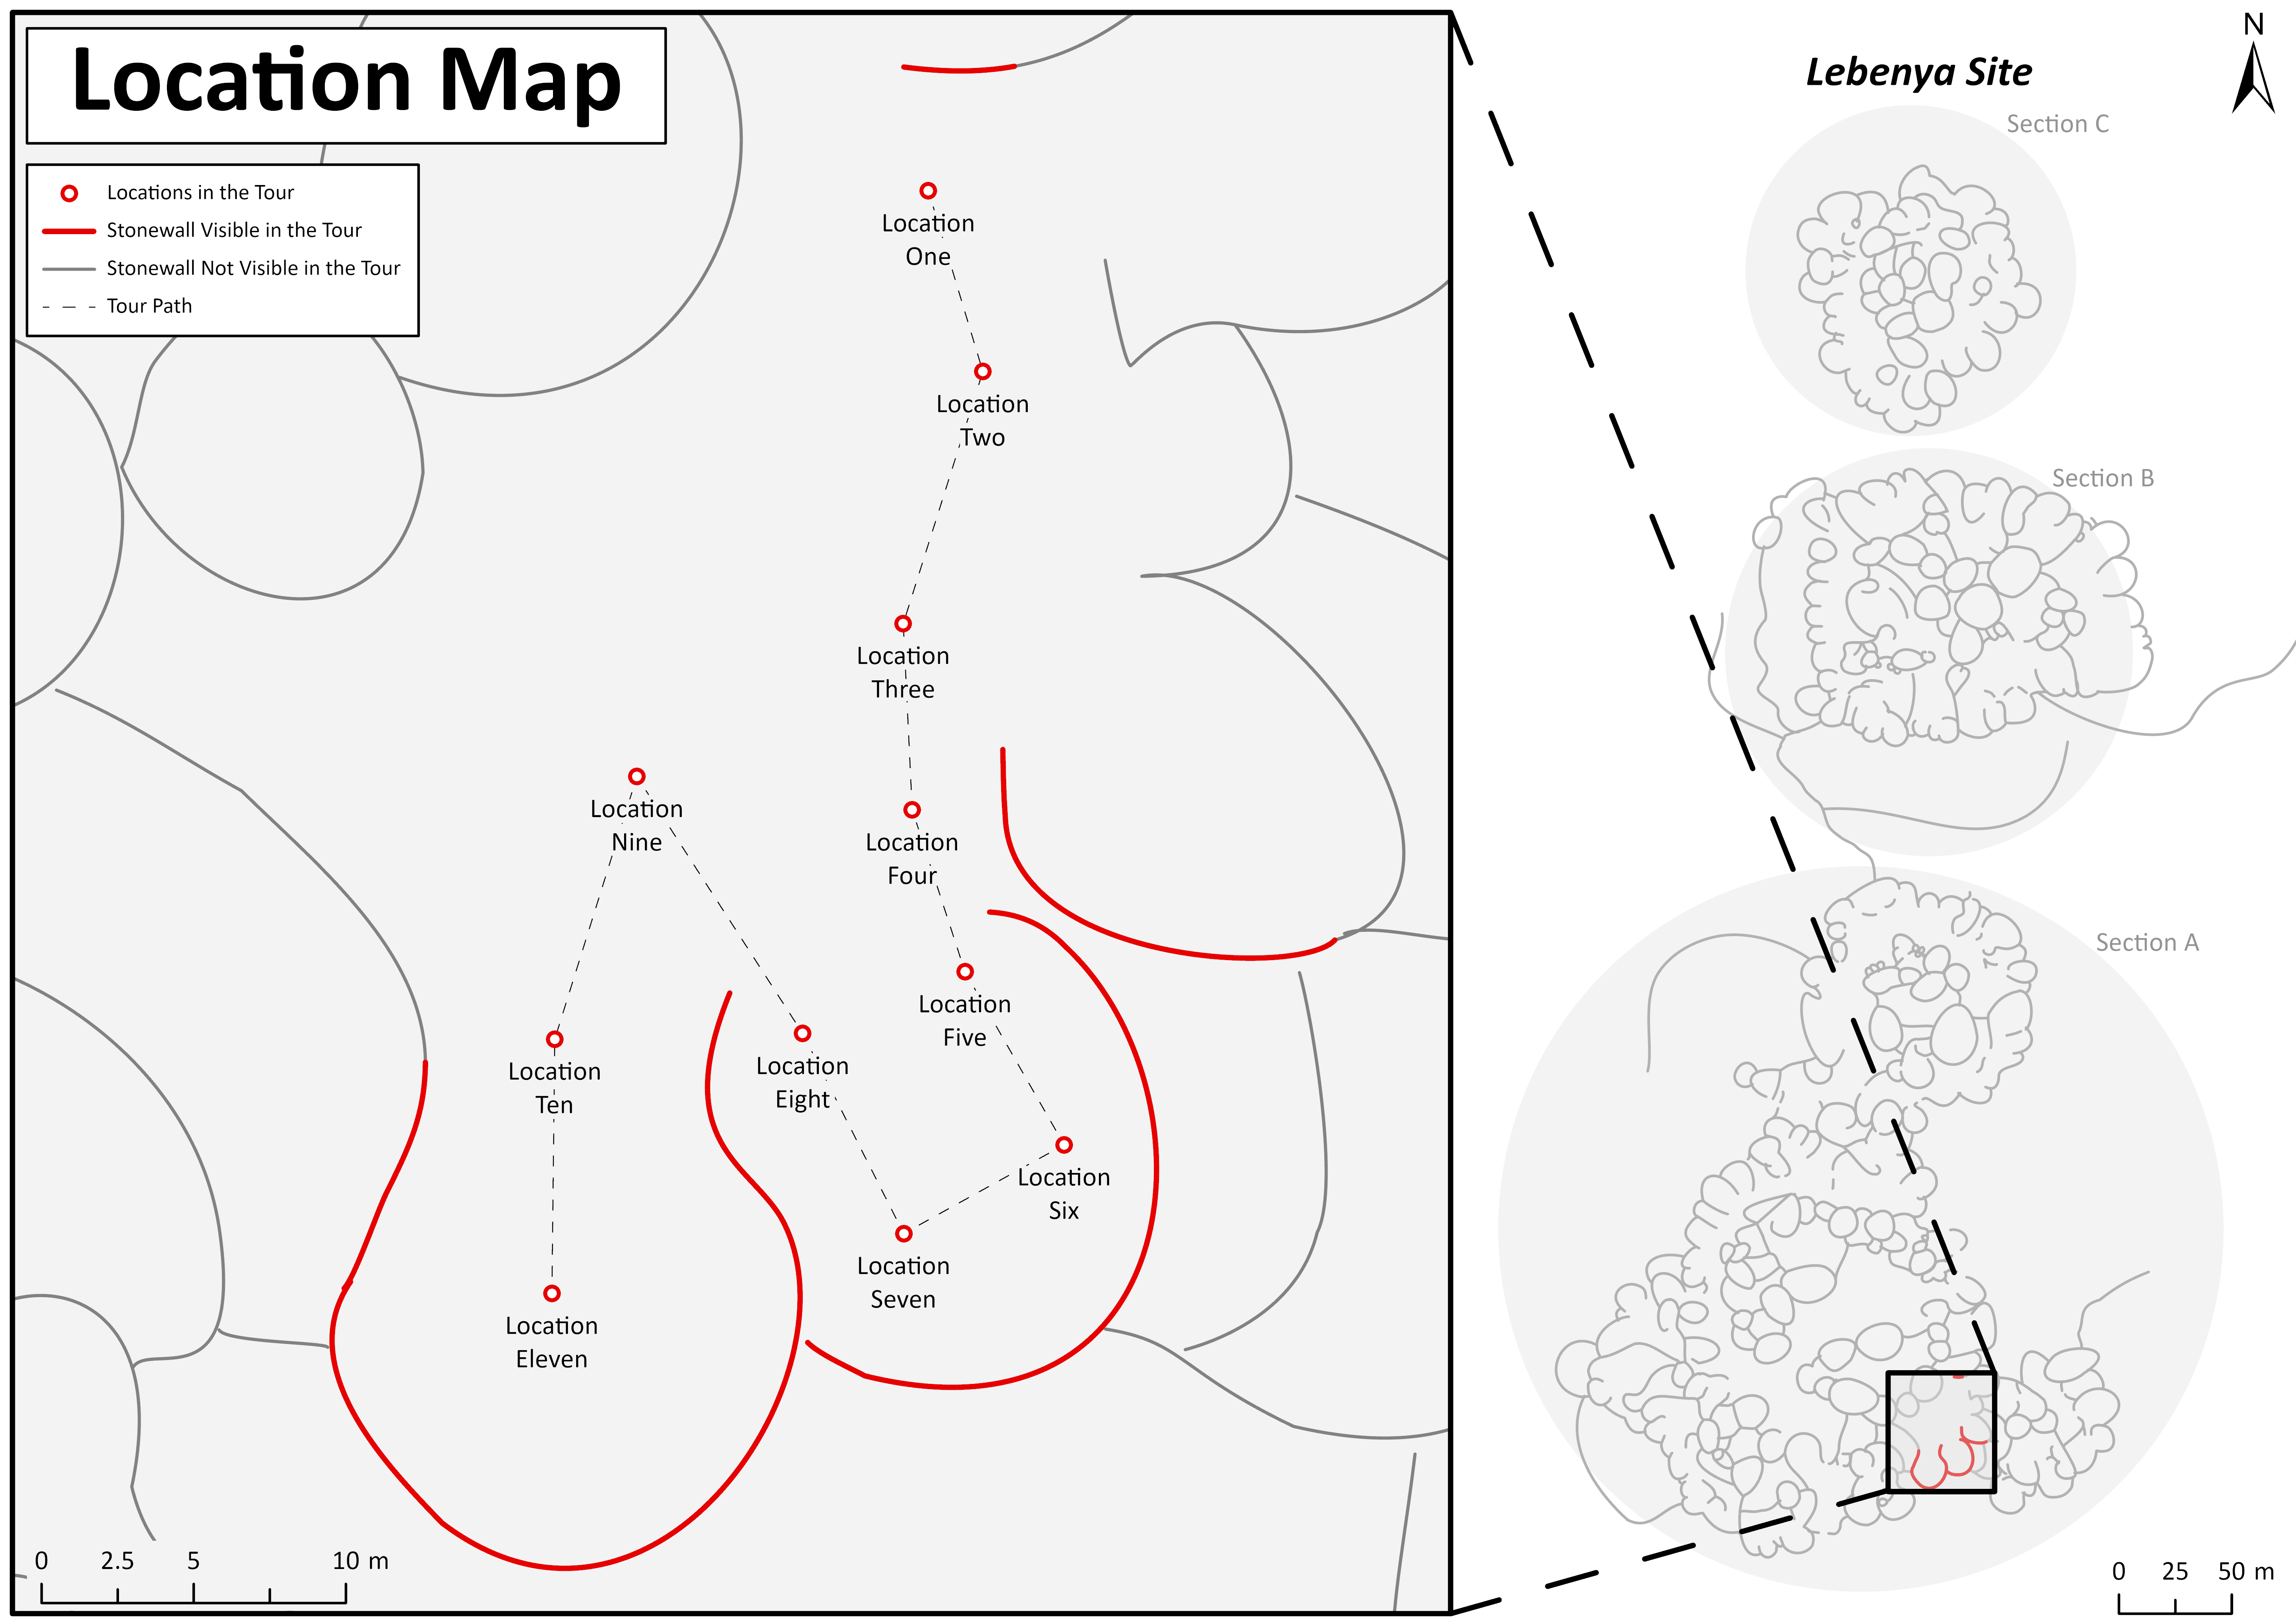 Location Map
Locations in the Tour
Stonewall Visible in the Tour
Stonewall Not Visible in the Tour
Tour Path
Location
One
Location
Two
Location
Three
Location
Four
Location
Five
Location
Six
Location
Seven
Location
Eight
Location
Nine
Location
Ten
Location
Eleven
0 2.5 5 10 m
N
Lebenya Site
Section C
Section B
Section A
0 25 50 m